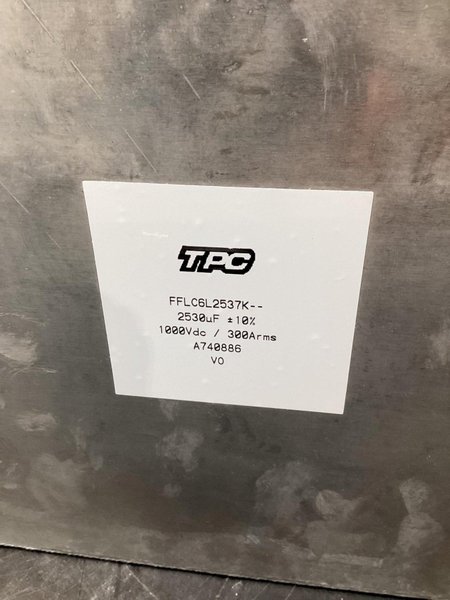 TPC
FFLC6L2537K--
2530uF ±10%
1000Vdc / 300Arms
A740886
V0